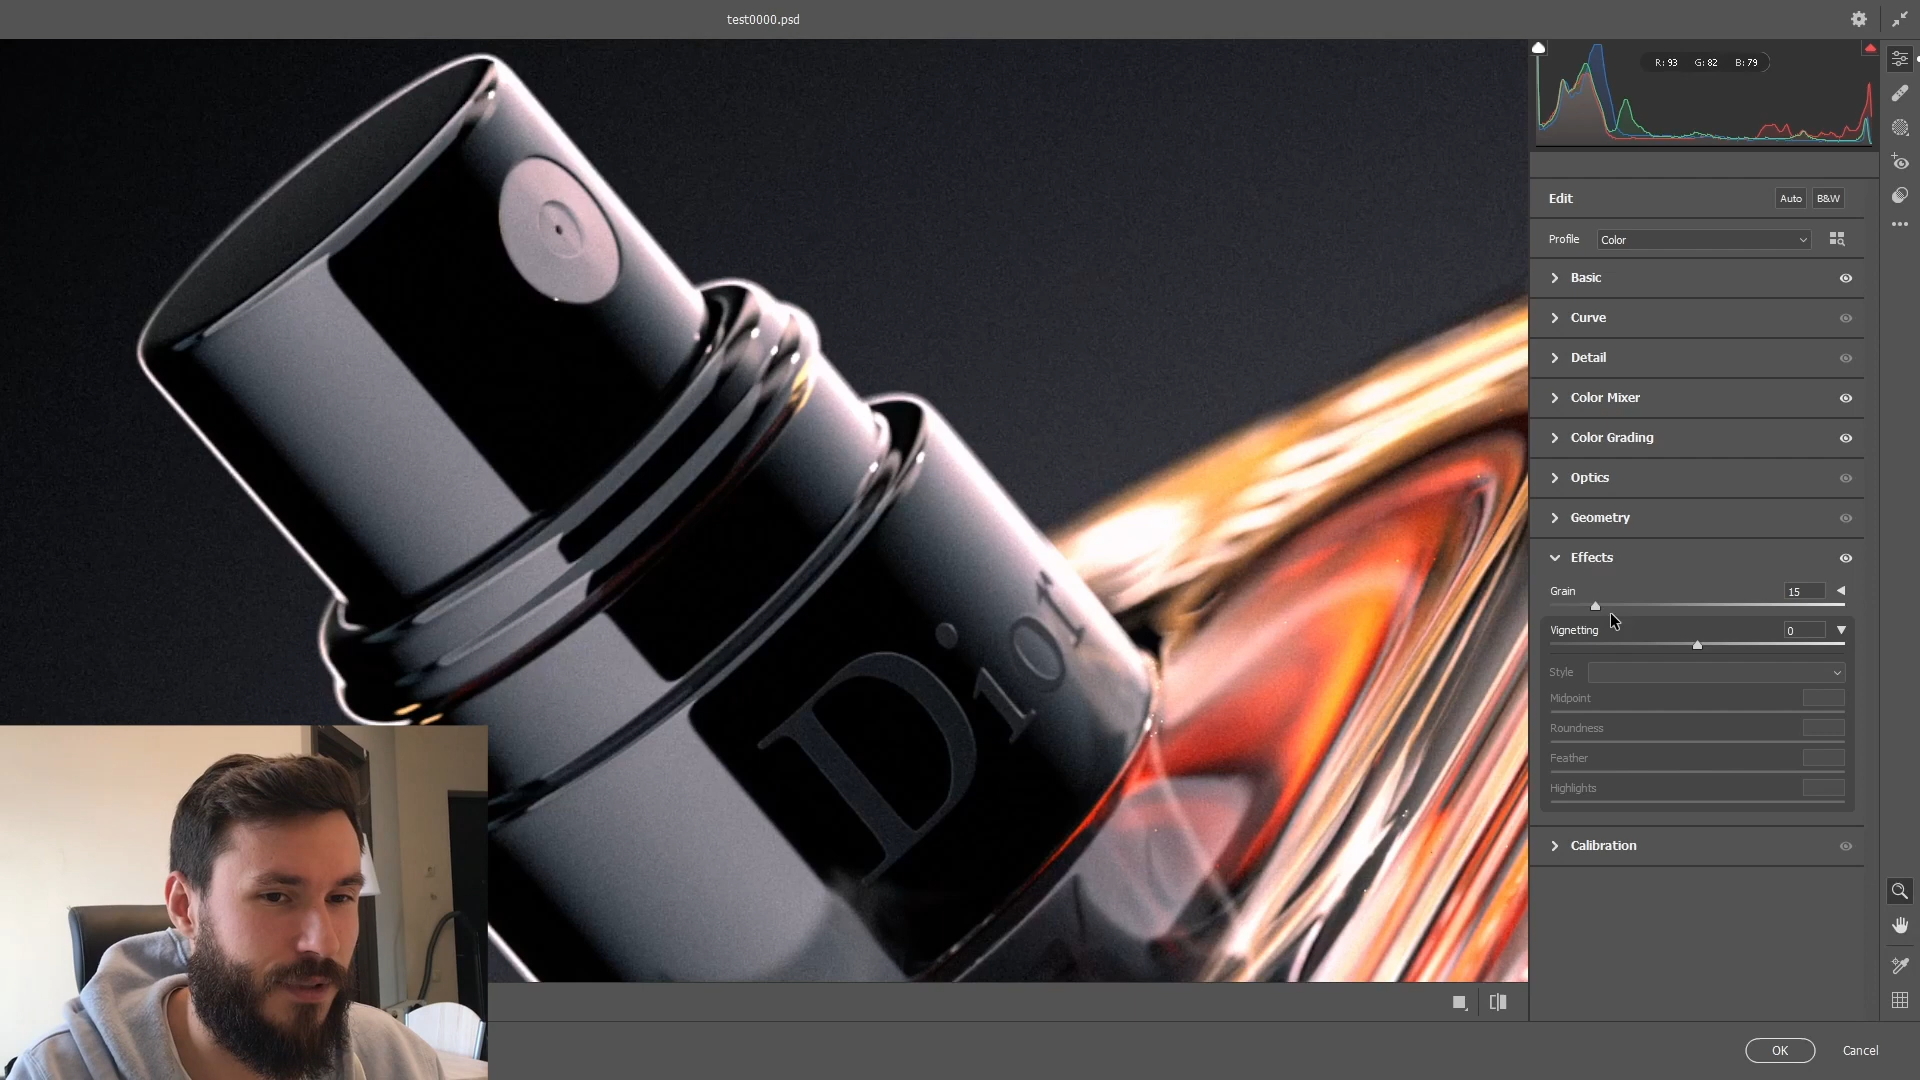 test0000.psd
R: 93 G: 82 B: 79
Edit
Auto
B&W
Profile
Color
Basic
Curve
Detail
Color Mixer
Color Grading
Optics
Geometry
Effects
Grain
15
Vignetting
0
Style
Midpoint
Roundness
Feather
Highlights
Calibration
Dior
OK
Cancel